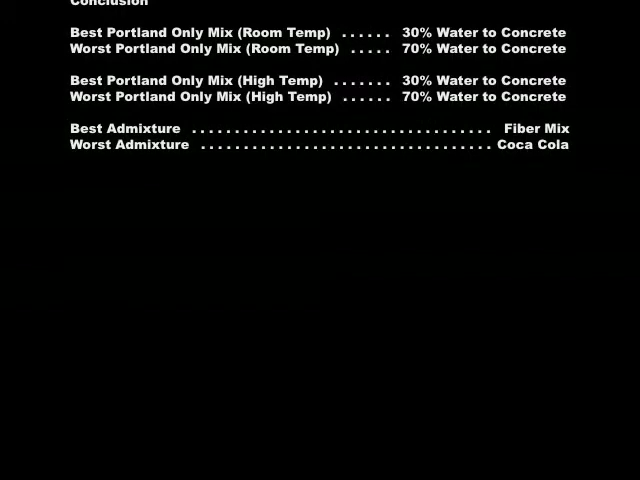 Conclusion
Best Portland Only Mix (Room Temp) ...... 30% Water to Concrete
Worst Portland Only Mix (Room Temp) ..... 70% Water to Concrete
Best Portland Only Mix (High Temp) ....... 30% Water to Concrete
Worst Portland Only Mix (High Temp) ...... 70% Water to Concrete
Best Admixture ................................... Fiber Mix
Worst Admixture .................................. Coca Cola